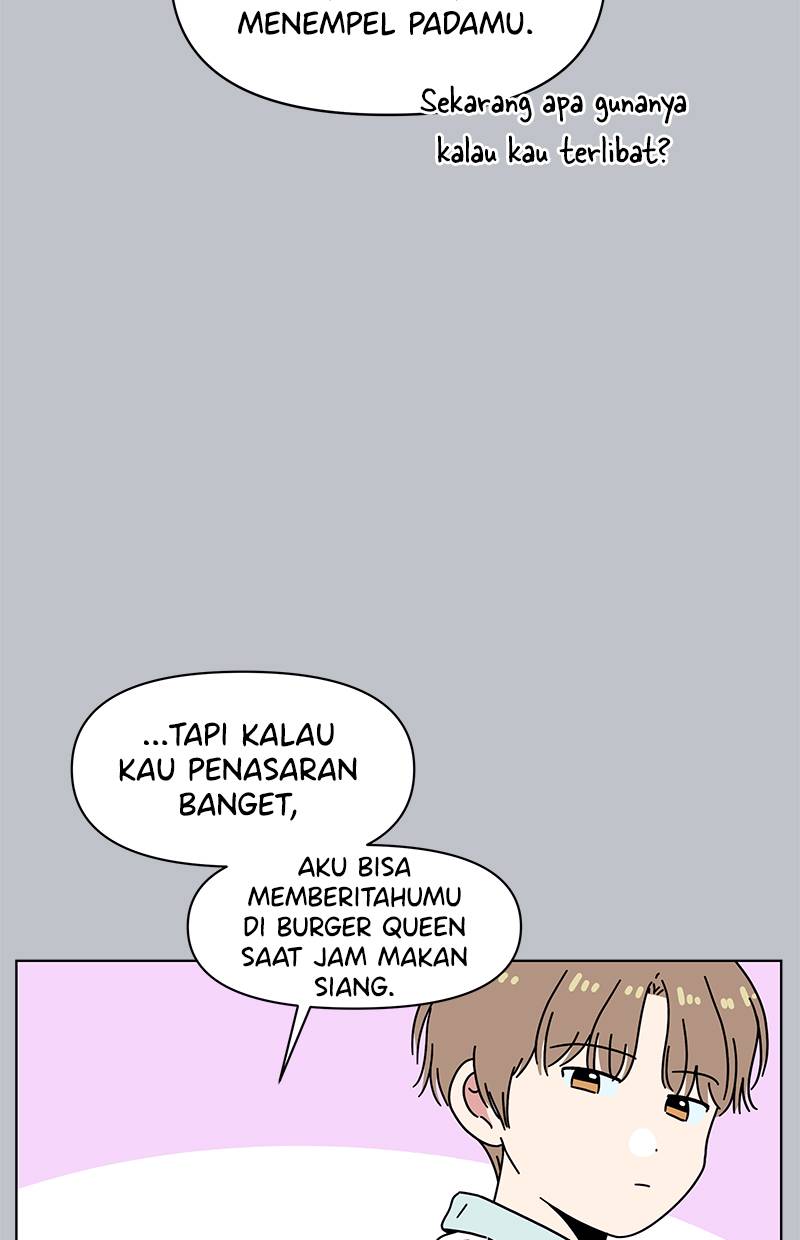 MENEMPEL PADAMU.
Sekarang apa gunanya
kalau kau terlibat?
...TAPI KALAU
KAU PENASARAN
BANGET,
AKU BISA
MEMBERITAHUMU
DI BURGER QUEEN
SAAT JAM MAKAN
SIANG.